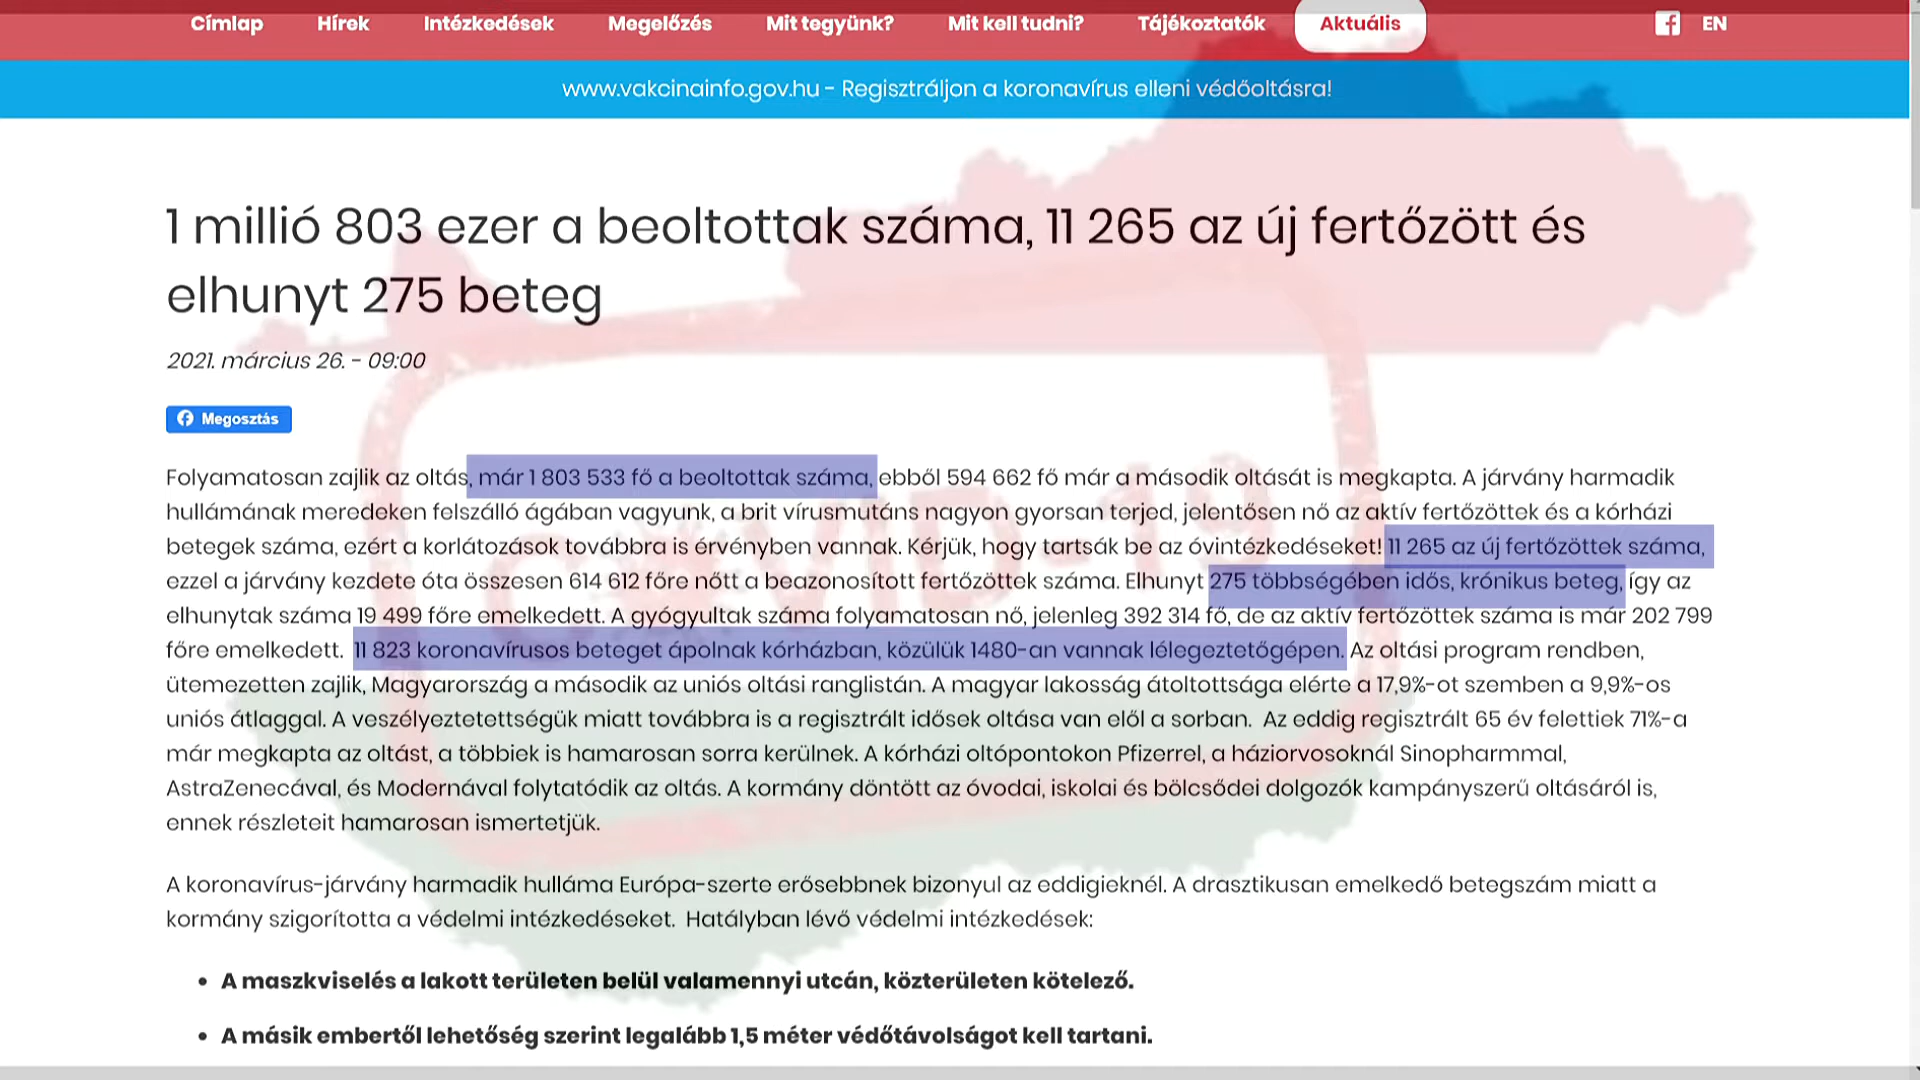 Címlap Hírek Intézkedések Megelőzés Mit tegyünk? Mit kell tudni? Tájékoztatók Aktuális EN
www.vakcinainfo.gov.hu - Regisztráljon a koronavírus elleni védőoltásra!
1 millió 803 ezer a beoltottak száma, 11 265 az új fertőzött és
elhunyt 275 beteg
2021. március 26. - 09:00
Megosztás
Folyamatosan zajlik az oltás, már 1 803 533 fő a beoltottak száma, ebből 594 662 fő már a második oltását is megkapta. A járvány harmadik
hullámának meredeken felszálló ágában vagyunk, a brit vírusmutáns nagyon gyorsan terjed, jelentősen nő az aktív fertőzöttek és a kórházi
betegek száma, ezért a korlátozások továbbra is érvényben vannak. Kérjük, hogy tartsák be az óvintézkedéseket! 11 265 az új fertőzöttek száma,
ezzel a járvány kezdete óta összesen 614 612 főre nőtt a beazonosított fertőzöttek száma. Elhunyt 275 többségében idős, krónikus beteg, így az
elhunytak száma 19 499 főre emelkedett. A gyógyultak száma folyamatosan nő, jelenleg 392 314 fő, de az aktív fertőzöttek száma is már 202 799
főre emelkedett. 11 823 koronavírusos beteget ápolnak kórházban, közülük 1480-an vannak lélegeztetőgépen. Az oltási program rendben,
ütemezetten zajlik, Magyarország a második az uniós oltási ranglistán. A magyar lakosság átoltottsága elérte a 17,9%-ot szemben a 9,9%-os
uniós átlaggal. A veszélyeztetettségük miatt továbbra is a regisztrált idősek oltása van elől a sorban. Az eddig regisztrált 65 év felettiek 71%-a
már megkapta az oltást, a többiek is hamarosan sorra kerülnek. A kórházi oltópontokon Pfizerrel, a háziorvosoknál Sinopharmmal,
AstraZenecával, és Modernával folytatódik az oltás. A kormány döntött az óvodai, iskolai és bölcsődei dolgozók kampányszerű oltásáról is,
ennek részleteit hamarosan ismertetjük.
A koronavírus-járvány harmadik hulláma Európa-szerte erősebbnek bizonyul az eddigieknél. A drasztikusan emelkedő betegszám miatt a
kormány szigorította a védelmi intézkedéseket. Hatályban lévő védelmi intézkedések:
• A maszkviselés a lakott területen belül valamennyi utcán, közterületen kötelező.
• A másik embertől lehetőség szerint legalább 1,5 méter védőtávolságot kell tartani.
COVID-19